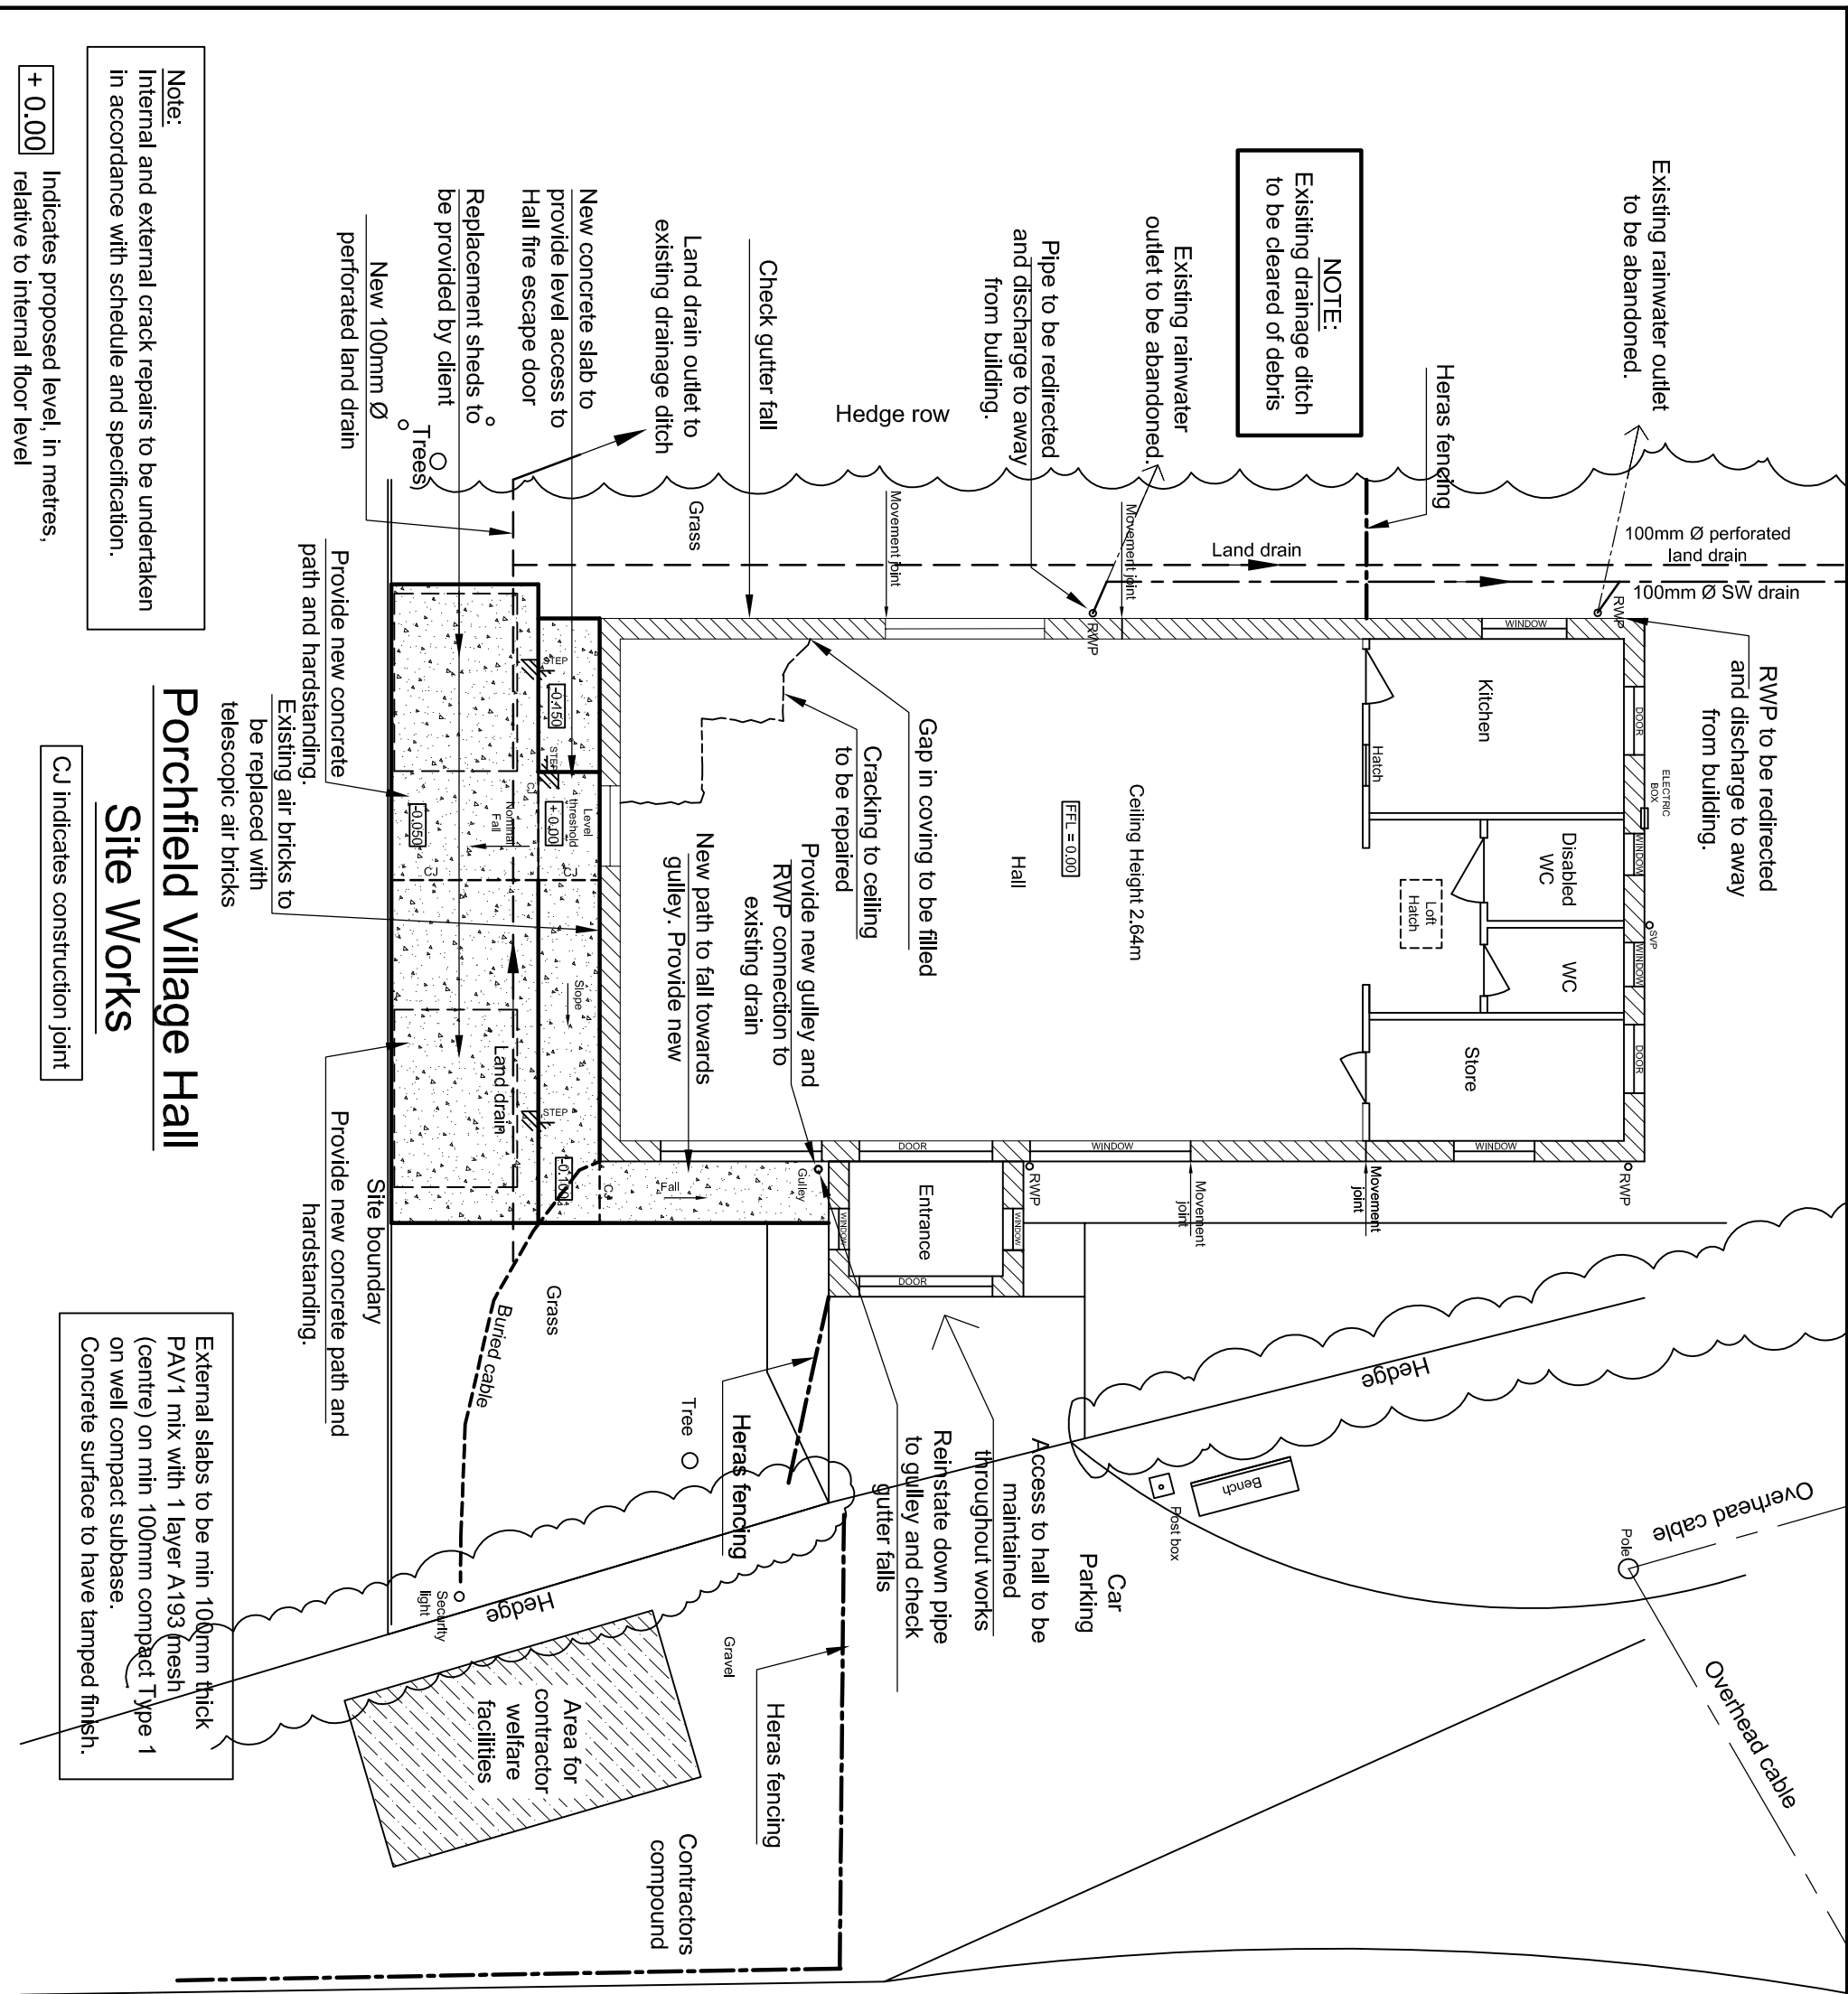 Existing rainwater outlet
to be abandoned.
RWP to be redirected
and discharge to away
from building.
NOTE:
Exisiting drainage ditch
to be cleared of debris
Heras fencing
Existing rainwater
outlet to be abandoned.
Pipe to be redirected
and discharge to away
from building.
Hedge row
Check gutter fall
Land drain outlet to
existing drainage ditch
New concrete slab to
provide level access to
Hall fire escape door
Replacement sheds to
be provided by client
New 100mm Ø
perforated land drain
Trees
Grass
Movement joint
Movement joint
Land drain
100mm Ø perforated
land drain
100mm Ø SW drain
RWP
RWP
WINDOW
DOOR
ELECTRIC
BOX
WINDOW
SVP
WINDOW
DOOR
Kitchen
Hatch
Disabled
WC
WC
Loft
Hatch
Store
Ceiling Height 2.64m
FFL = 0.00
Hall
Gap in coving to be filled
Cracking to ceiling
to be repaired
Provide new gulley and
RWP connection to
existing drain
New path to fall towards
gulley. Provide new
STEP
-0.150
STEP
CJ
Level
threshold
+ 0.00
Nominal
Fall
-0.050
CJ
CJ
Slope
Land drain
STEP
-0.100
CJ
Fall
Gulley
DOOR
WINDOW
WINDOW
RWP
RWP
Movement
joint
Movement
joint
Entrance
WINDOW
WINDOW
DOOR
Provide new concrete
path and hardstanding.
Existing air bricks to
be replaced with
telescopic air bricks
Provide new concrete path and
hardstanding.
Site boundary
Grass
Buried cable
Tree
Heras fencing
Reinstate down pipe
to gulley and check
gutter falls
Access to hall to be
maintained
throughout works
Car
Parking
Hedge
Bench
Post box
Pole
Overhead cable
Overhead cable
Hedge
Security
light
Gravel
Heras fencing
Area for
contractor
welfare
facilities
Contractors
compound
Note:
Internal and external crack repairs to be undertaken
in accordance with schedule and specification.
+ 0.00
Indicates proposed level, in metres,
relative to internal floor level
Porchfield Village Hall
Site Works
CJ indicates construction joint
External slabs to be min 100mm thick
PAV1 mix with 1 layer A193 mesh
(centre) on min 100mm compact Type 1
on well compact subbase.
Concrete surface to have tamped finish.